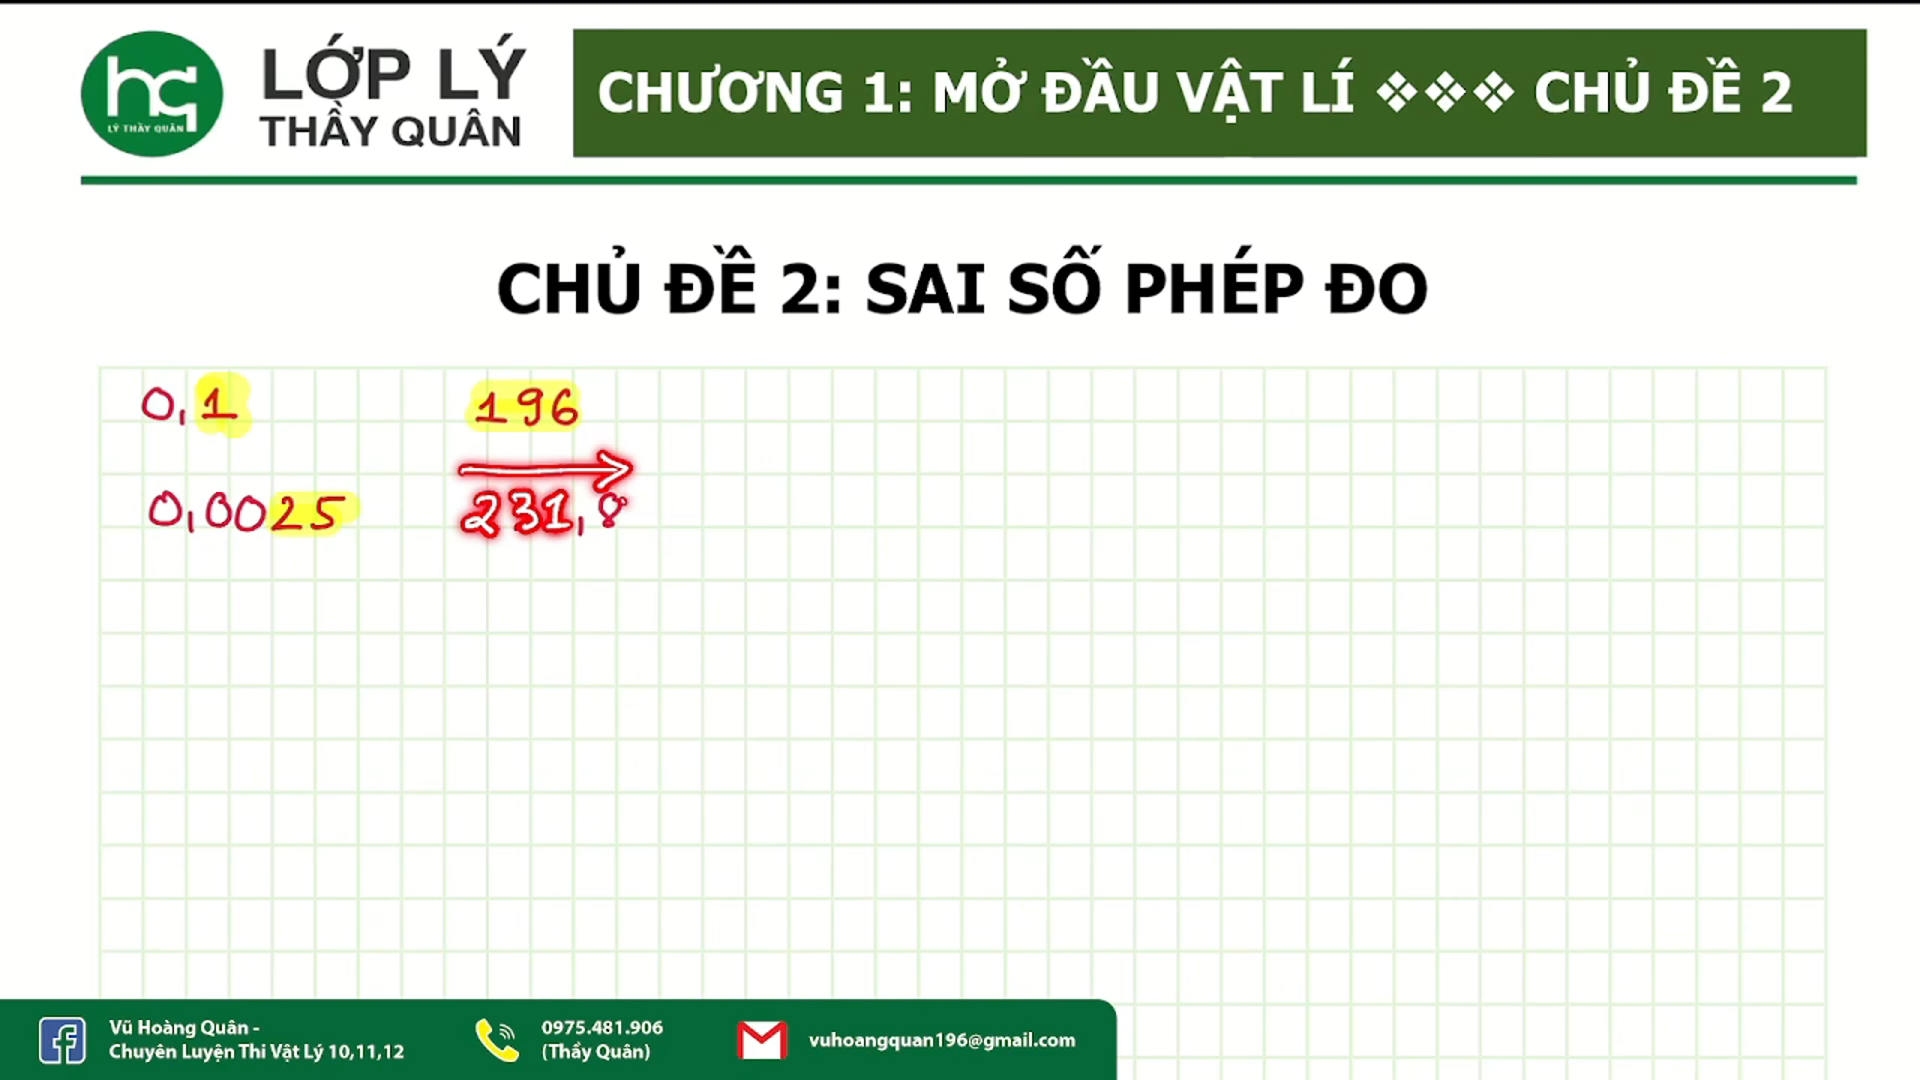 hq
LÝ THẦY QUÂN
LỚP LÝ
THẦY QUÂN
CHƯƠNG 1: MỞ ĐẦU VẬT LÍ ❖❖❖ CHỦ ĐỀ 2
CHỦ ĐỀ 2: SAI SỐ PHÉP ĐO
0,1 196
0,0025 231,8
Vũ Hoàng Quân -
Chuyên Luyện Thi Vật Lý 10,11,12
0975.481.906
(Thầy Quân)
vuhoangquan196@gmail.com